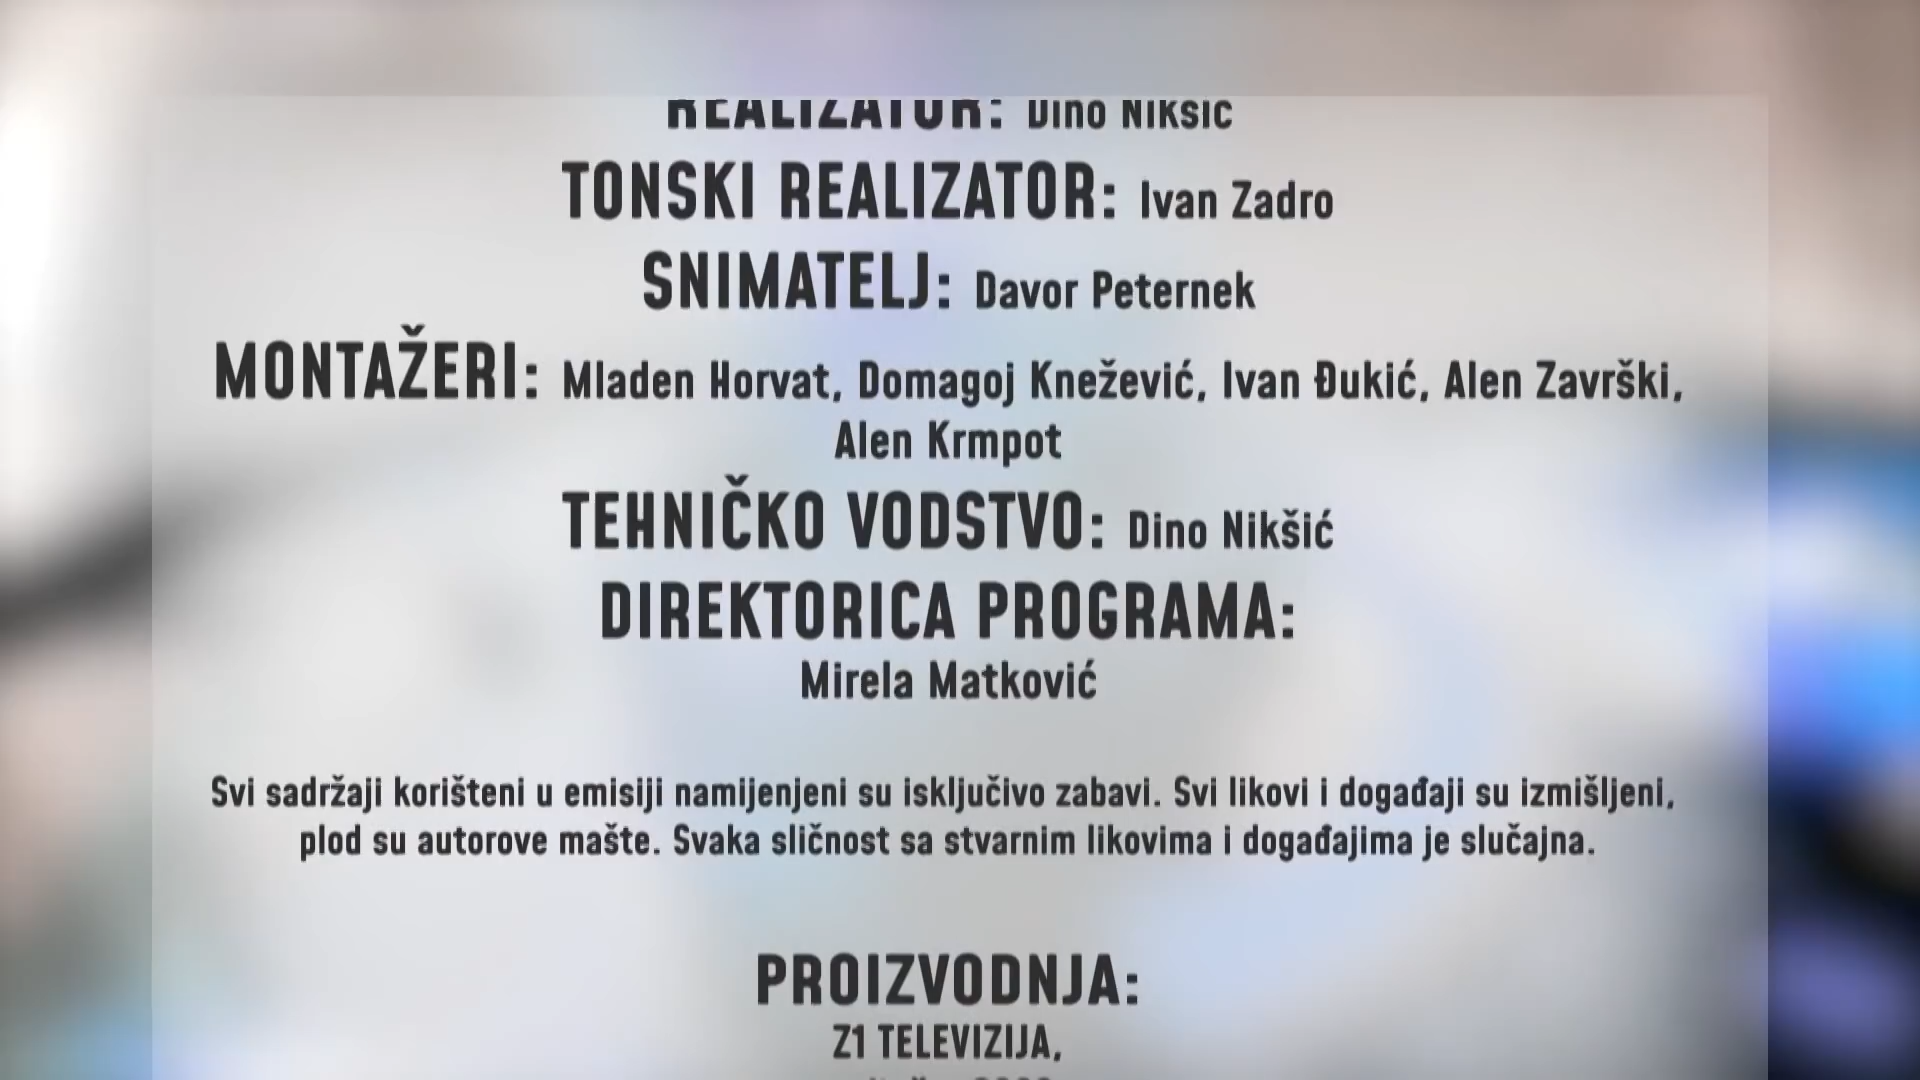 REALIZATOR: Dino Nikšić
TONSKI REALIZATOR: Ivan Zadro
SNIMATELJ: Davor Peternek
MONTAŽERI: Mladen Horvat, Domagoj Knežević, Ivan Đukić, Alen Završki,
Alen Krmpot
TEHNIČKO VODSTVO: Dino Nikšić
DIREKTORICA PROGRAMA:
Mirela Matković
Svi sadržaji korišteni u emisiji namijenjeni su isključivo zabavi. Svi likovi i događaji su izmišljeni,
plod su autorove mašte. Svaka sličnost sa stvarnim likovima i događajima je slučajna.
PROIZVODNJA:
Z1 TELEVIZIJA,